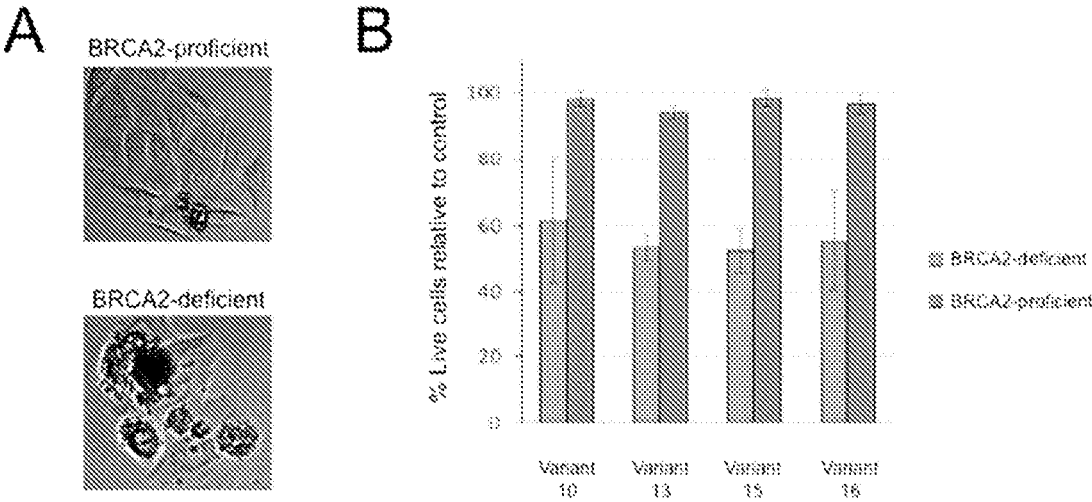 A
BRCA2-proficient
BRCA2-deficient
B
% Live cells relative to control
100
80
60
40
20
0
Variant 10
Variant 13
Variant 15
Variant 16
BRCA2-deficient
BRCA2-proficient